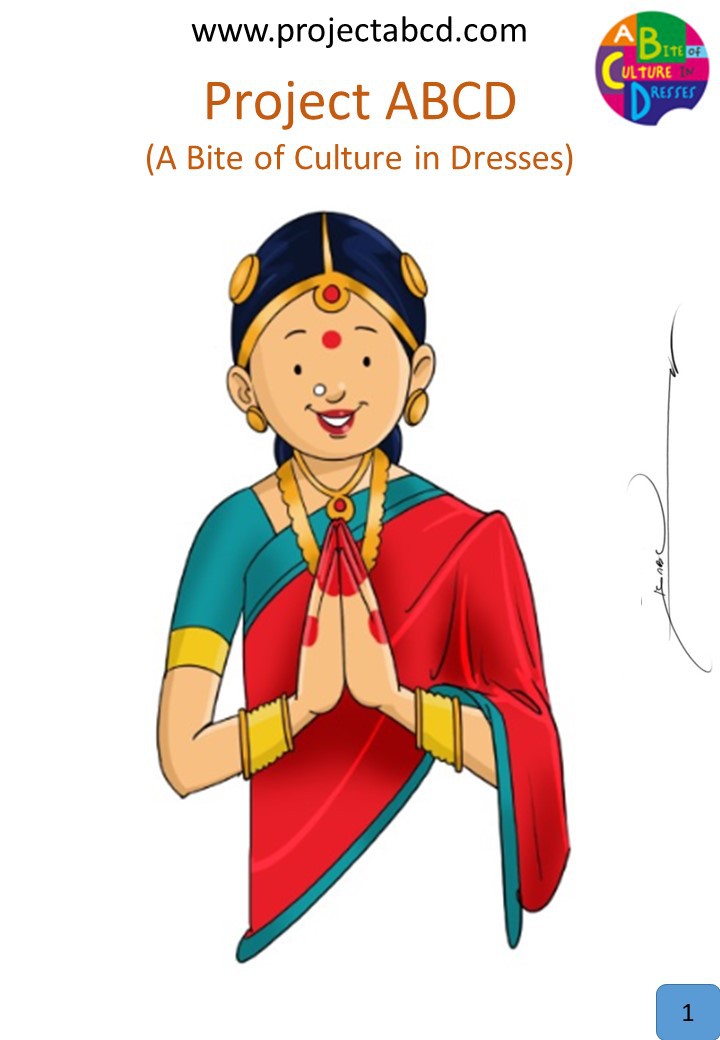 www.projectabcd.com
Project ABCD
(A Bite of Culture in Dresses)
A BITE OF
CULTURE IN
DRESSES
1